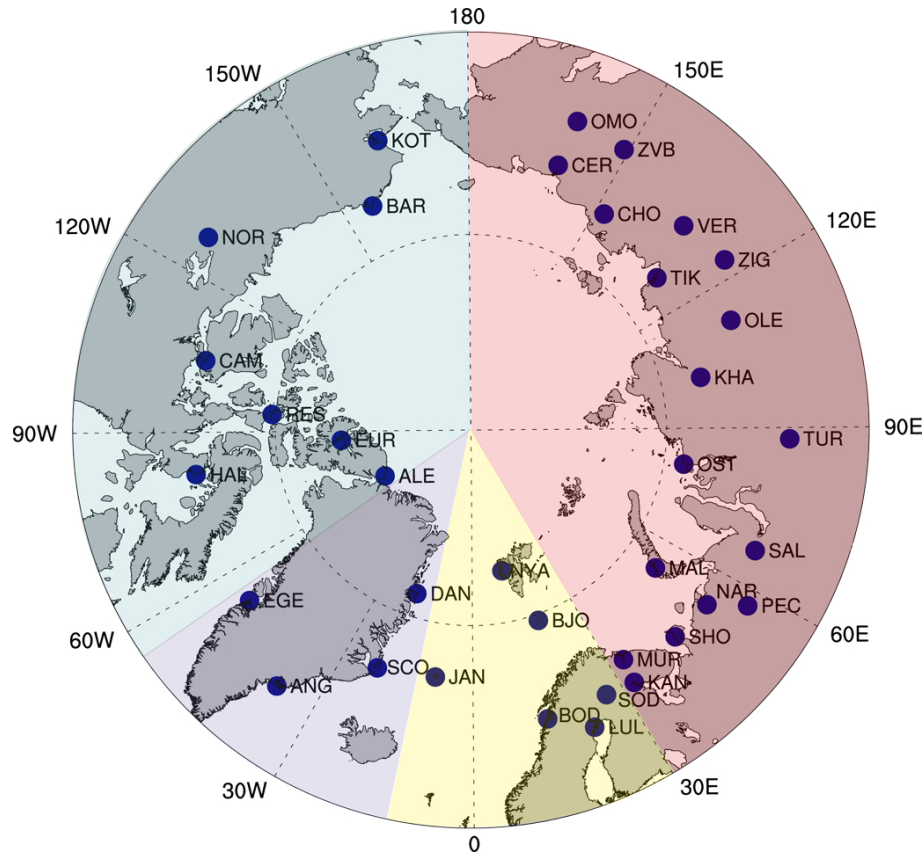 180
150W
150E
OMO
KOT
ZVB
CER
BAR
CHO
120W
VER
120E
NOR
ZIG
TIK
OLE
CAM
KHA
RES
90W
EUR
TUR
90E
HAL
ALE
OST
SAL
NYA
MAL
EGE
DAN
NAR
PEC
60W
BJO
SHO
60E
SCO
MUR
ANG
JAN
KAN
SOD
BOD
LUL
30W
30E
0